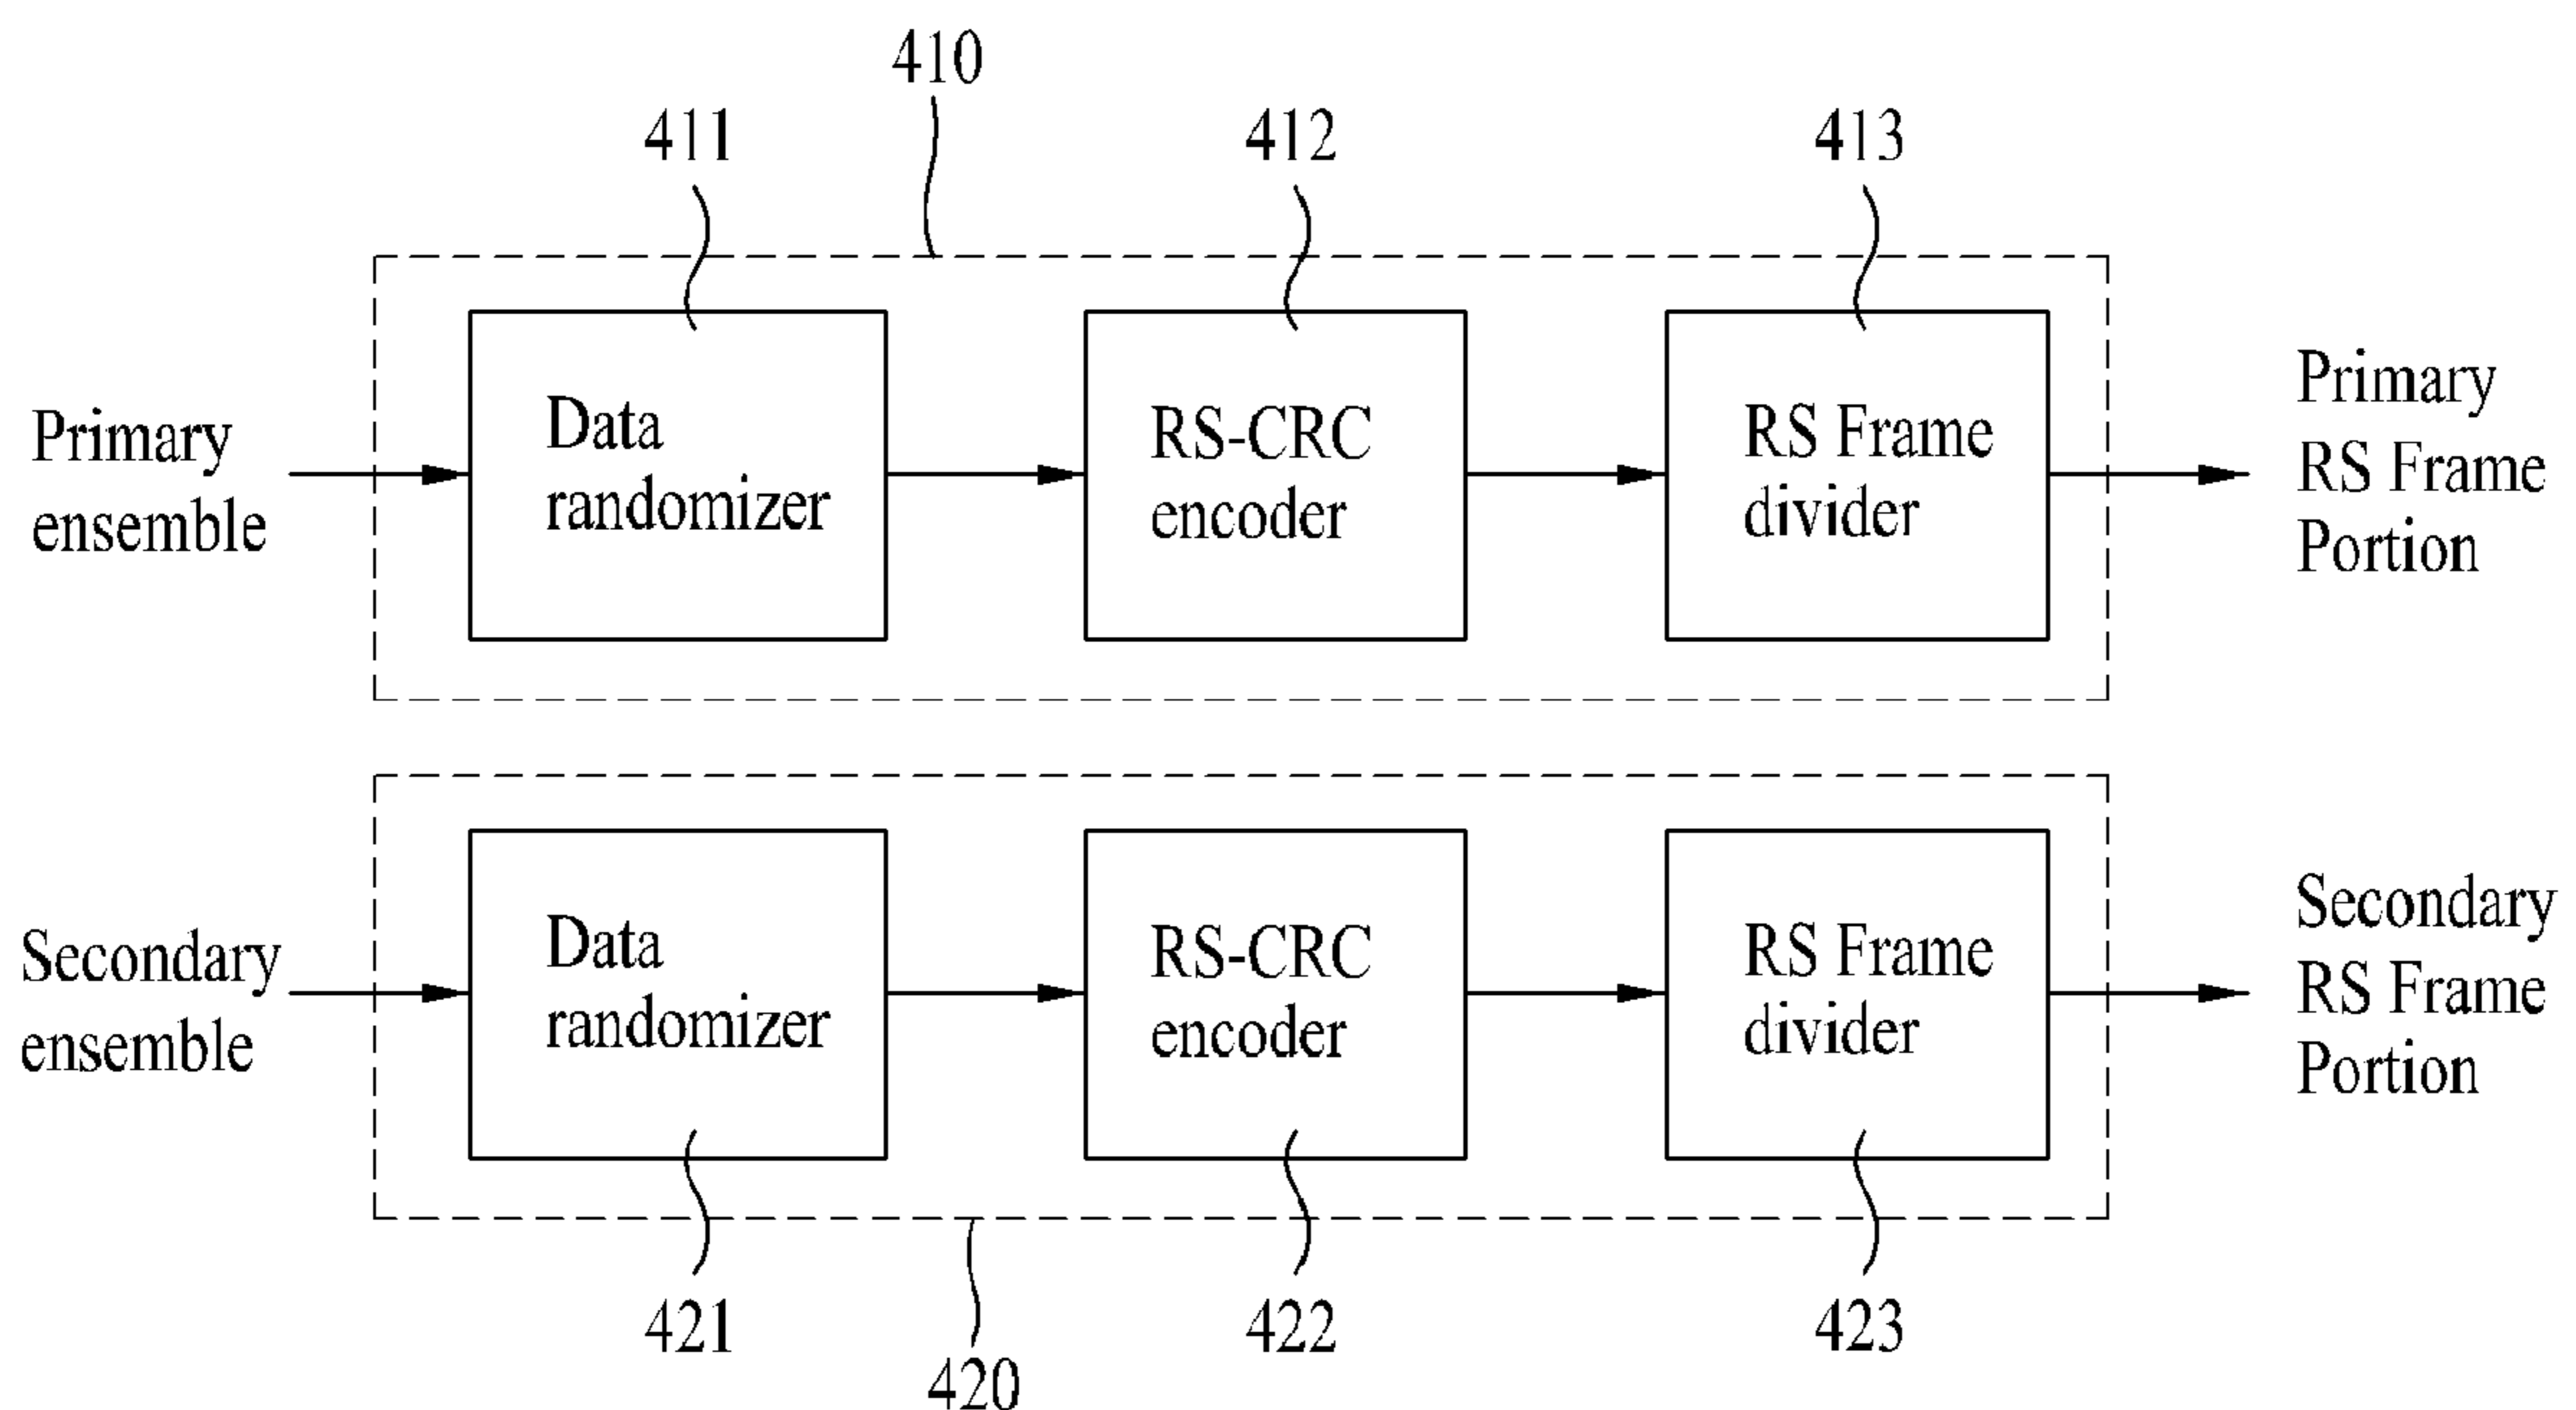 410
411
412
413
Primary
ensemble
Data
randomizer
RS-CRC
encoder
RS Frame
divider
Primary
RS Frame
Portion
Secondary
ensemble
Data
randomizer
RS-CRC
encoder
RS Frame
divider
Secondary
RS Frame
Portion
421
422
423
420